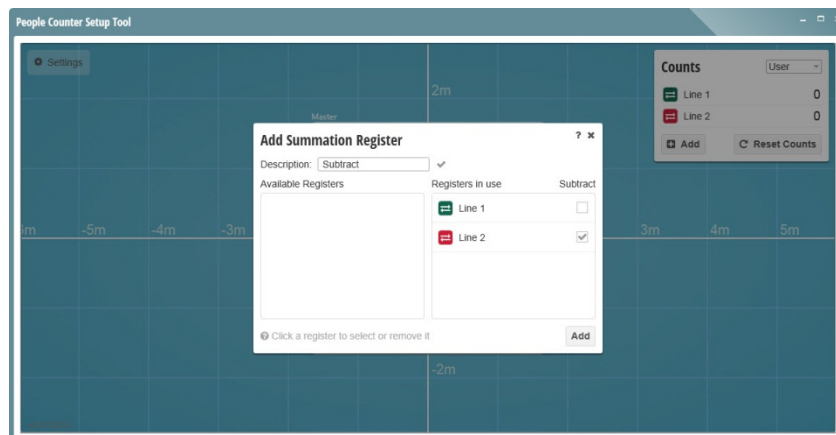 People Counter Setup Tool
Settings
Counts User
2m
Line 1 0
Master
Line 2 0
Add Summation Register ? ×
Add Reset Counts
Description: Subtract
Available Registers Registers in use Subtract
Line 1
-5m -4m -3m 3m 4m 5m
Line 2
Click a register to select or remove it Add
-2m